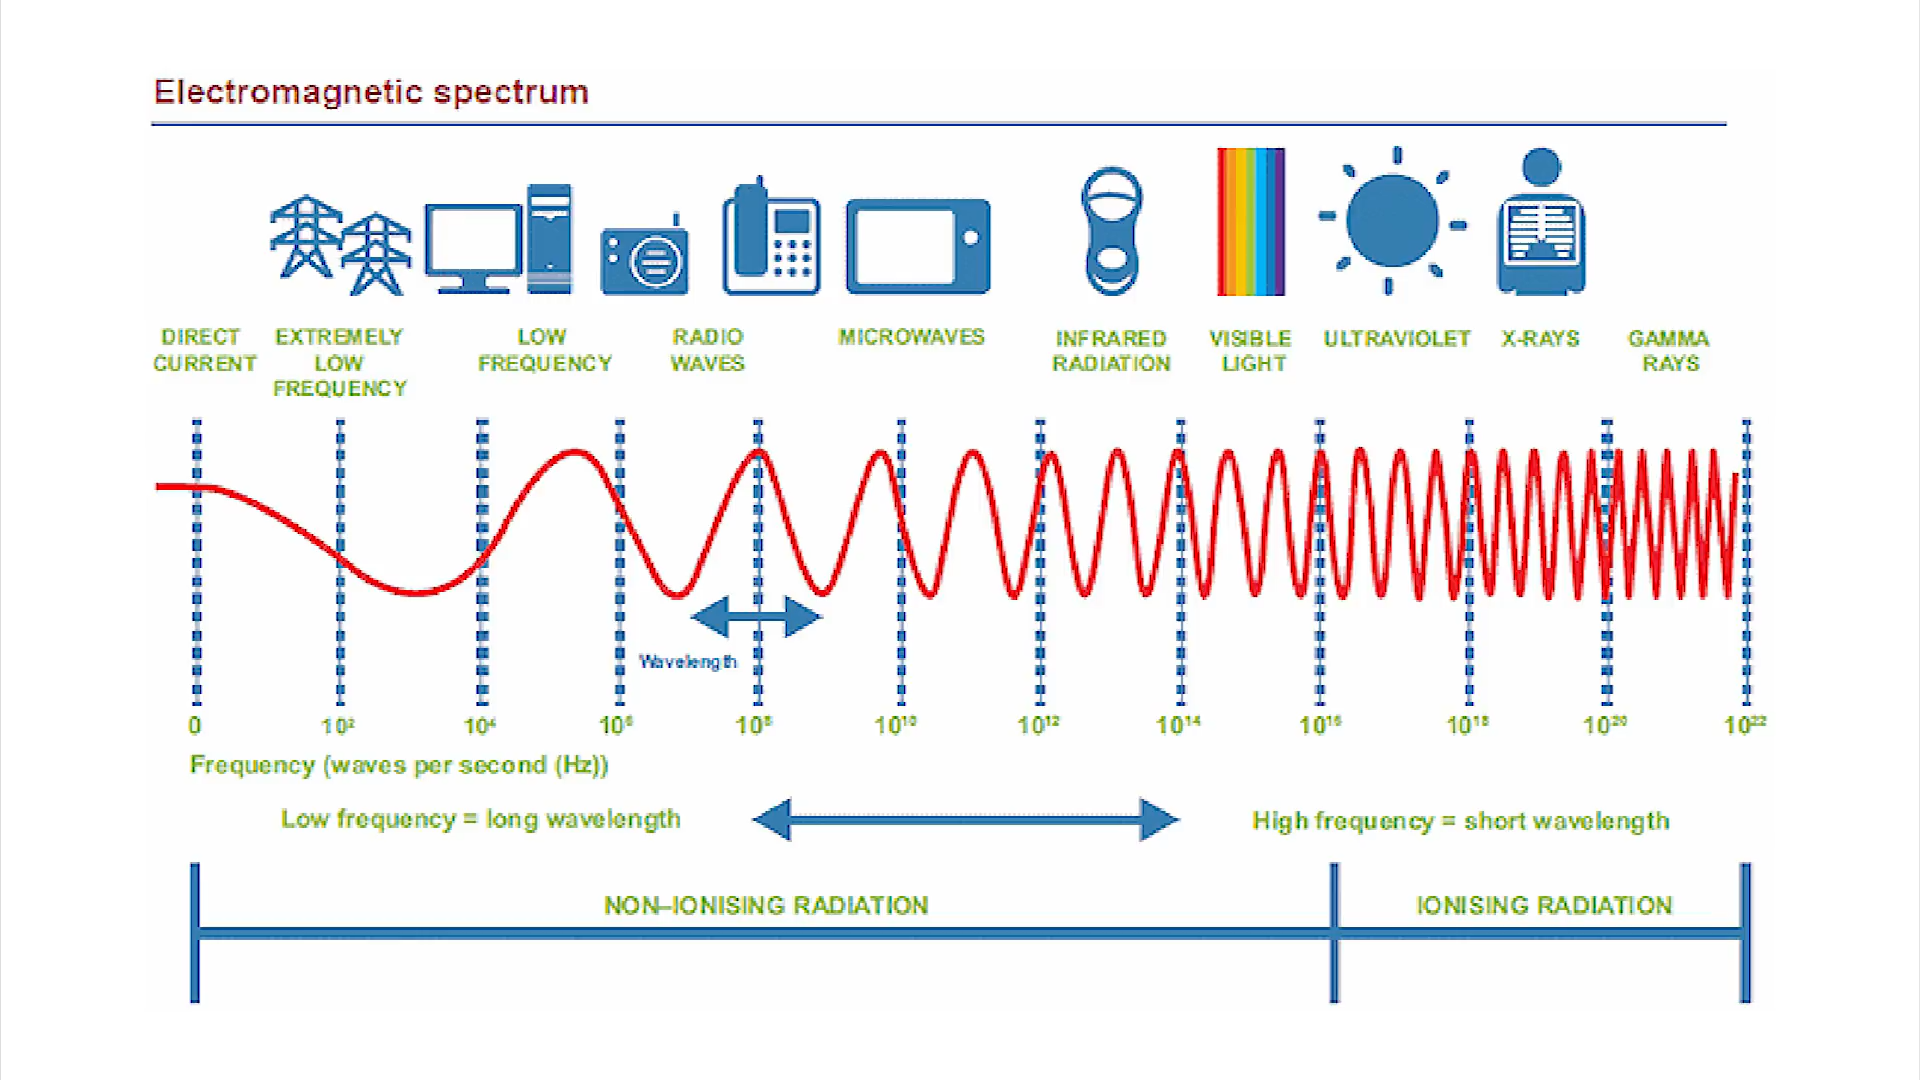 Electromagnetic spectrum
DIRECT CURRENT
EXTREMELY LOW FREQUENCY
LOW FREQUENCY
RADIO WAVES
MICROWAVES
INFRARED RADIATION
VISIBLE LIGHT
ULTRAVIOLET
X-RAYS
GAMMA RAYS
Wavelength
0 10² 10⁴ 10⁶ 10⁸ 10¹⁰ 10¹² 10¹⁴ 10¹⁶ 10¹⁸ 10²⁰ 10²²
Frequency (waves per second (Hz))
Low frequency = long wavelength
High frequency = short wavelength
NON–IONISING RADIATION
IONISING RADIATION